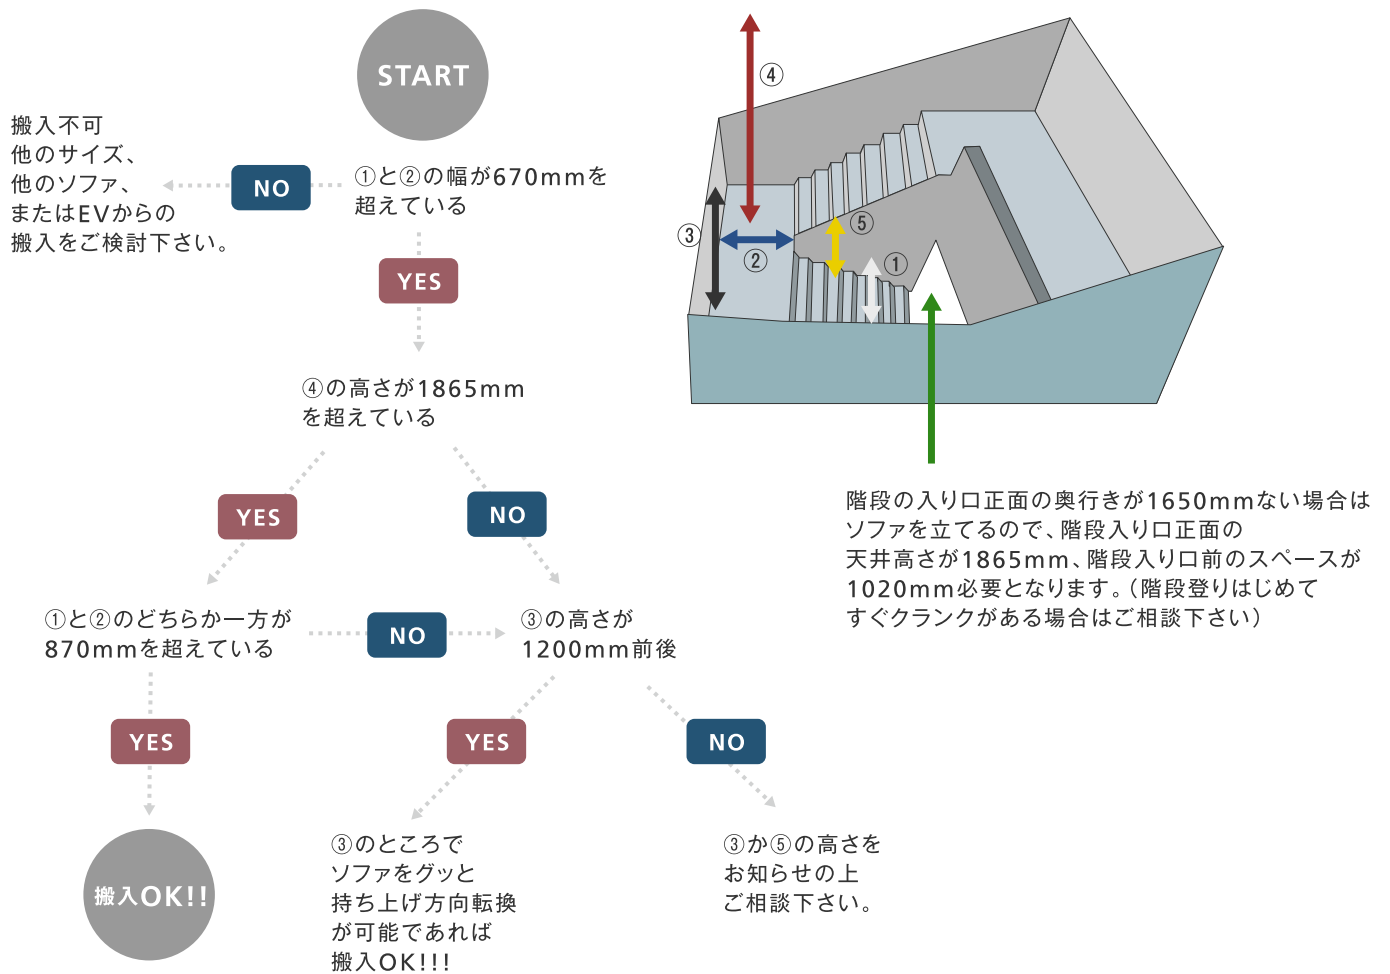 START
①と②の幅が670mmを
超えている
NO
搬入不可
他のサイズ、
他のソファ、
またはEVからの
搬入をご検討下さい。
YES
④の高さが1865mm
を超えている
YES
NO
①と②のどちらか一方が
870mmを超えている
NO
③の高さが
1200mm前後
YES
YES
NO
搬入OK!!
③のところで
ソファをグッと
持ち上げ方向転換
が可能であれば
搬入OK!!!
③か⑤の高さを
お知らせの上
ご相談下さい。
④
③
②
⑤
①
階段の入り口正面の奥行きが1650mmない場合は
ソファを立てるので、階段入り口正面の
天井高さが1865mm、階段入り口前のスペースが
1020mm必要となります。（階段登りはじめて
すぐクランクがある場合はご相談下さい）